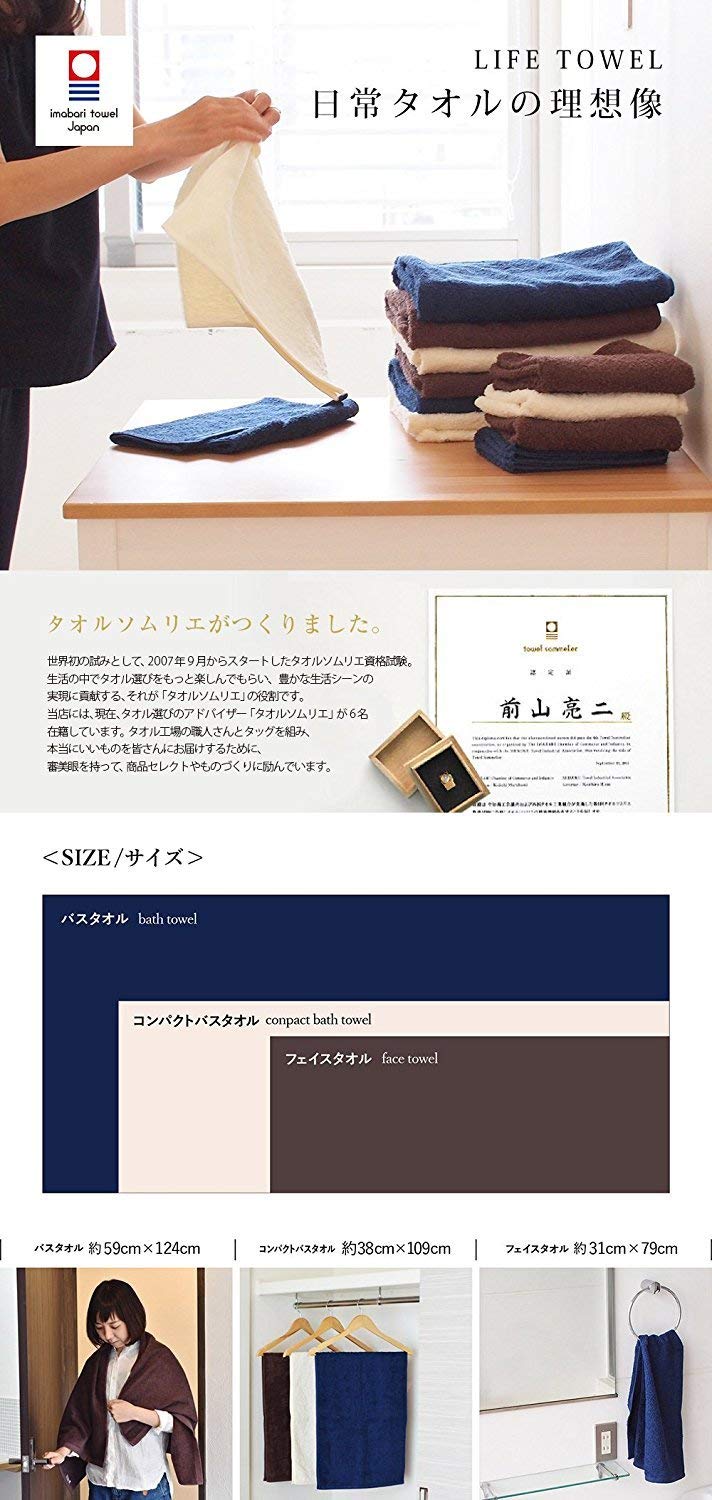 imabari towel
Japan
LIFE TOWEL
日常タオルの理想像
タオルソムリエがつくりました。
世界初の試みとして、2007年9月からスタートしたタオルソムリエ資格試験。
生活の中でタオル選びをもっと楽しんでもらい、豊かな生活シーンの
実現に貢献する、それが「タオルソムリエ」の役割です。
当店には、現在、タオル選びのアドバイザー「タオルソムリエ」が6名
在籍しています。タオル工場の職人さんとタッグを組み、
本当にいいものを皆さんにお届けするために、
審美眼を持って、商品セレクトやものづくりに励んでいます。
towel sommelier
認定証
前山亮二 殿
<SIZE/サイズ>
バスタオル bath towel
コンパクトバスタオル conpact bath towel
フェイスタオル face towel
バスタオル 約59cm×124cm
コンパクトバスタオル 約38cm×109cm
フェイスタオル 約31cm×79cm